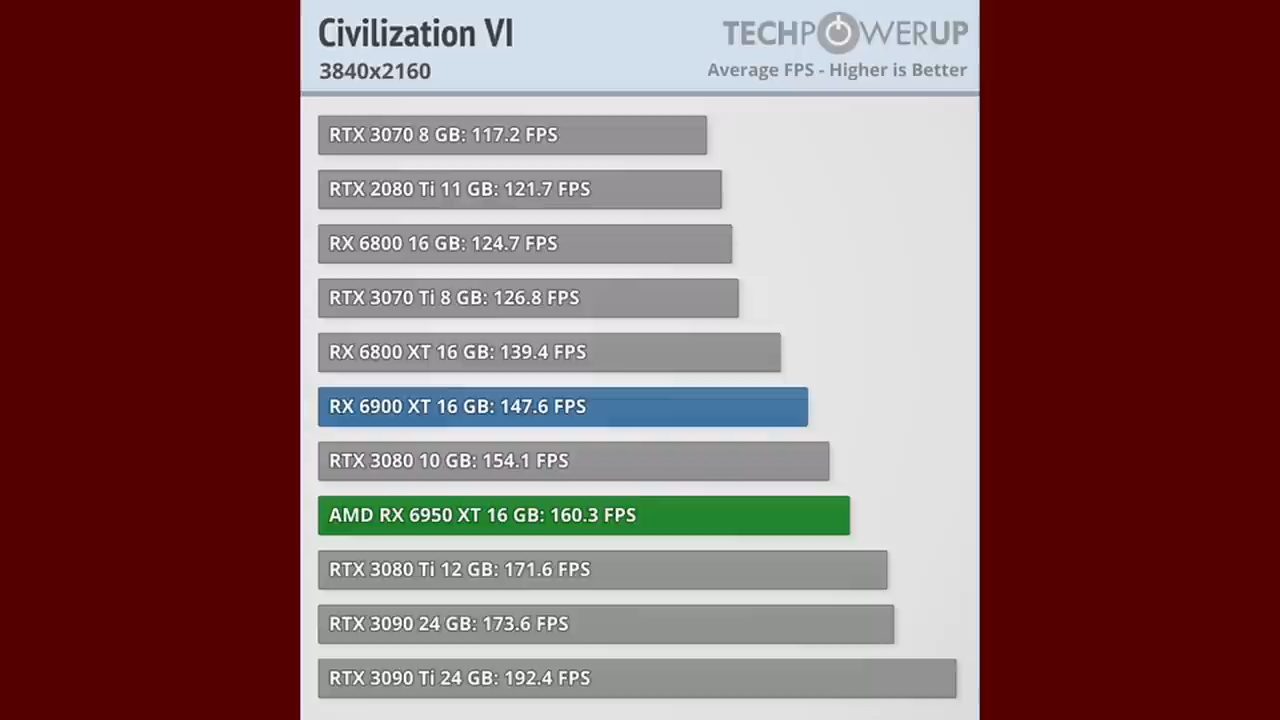 Civilization VI
TECHPOWERUP
3840x2160
Average FPS - Higher is Better
RTX 3070 8 GB: 117.2 FPS
RTX 2080 Ti 11 GB: 121.7 FPS
RX 6800 16 GB: 124.7 FPS
RTX 3070 Ti 8 GB: 126.8 FPS
RX 6800 XT 16 GB: 139.4 FPS
RX 6900 XT 16 GB: 147.6 FPS
RTX 3080 10 GB: 154.1 FPS
AMD RX 6950 XT 16 GB: 160.3 FPS
RTX 3080 Ti 12 GB: 171.6 FPS
RTX 3090 24 GB: 173.6 FPS
RTX 3090 Ti 24 GB: 192.4 FPS